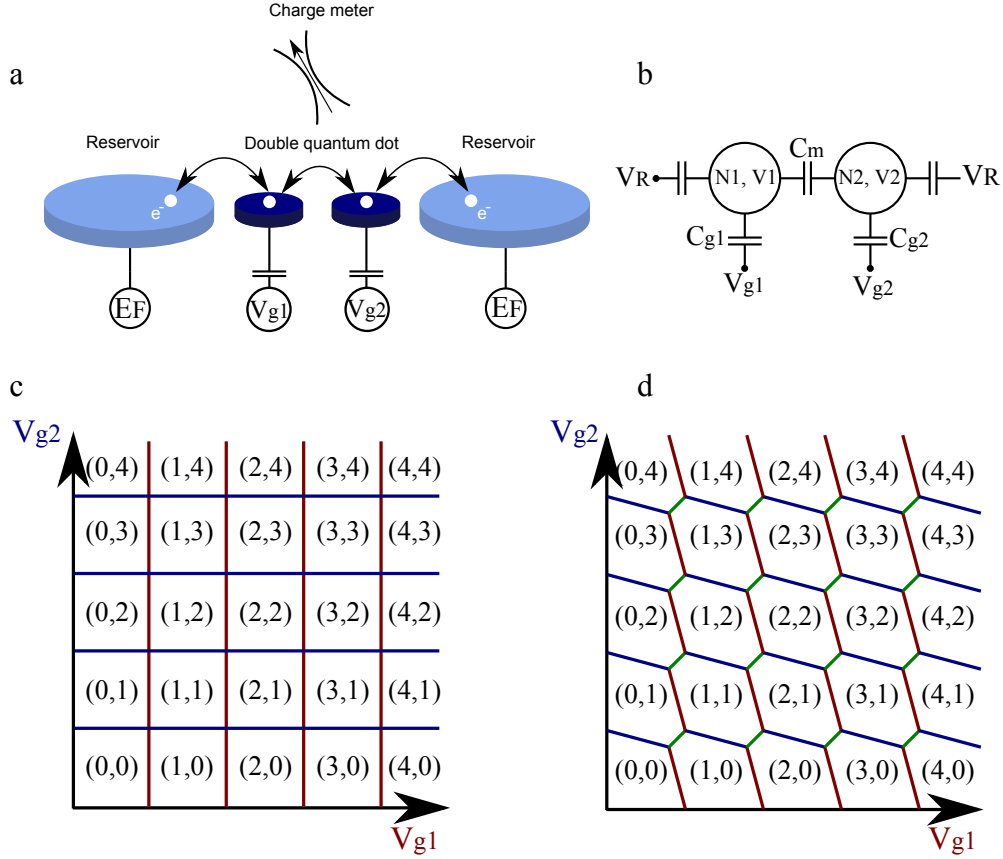 Charge meter
a
b
Reservoir
Double quantum dot
Reservoir
e-
e-
EF
Vg1
Vg2
EF
VR
N1, V1
Cm
N2, V2
VR
Cg1
Cg2
Vg1
Vg2
c
Vg2
(0,4) (1,4) (2,4) (3,4) (4,4)
(0,3) (1,3) (2,3) (3,3) (4,3)
(0,2) (1,2) (2,2) (3,2) (4,2)
(0,1) (1,1) (2,1) (3,1) (4,1)
(0,0) (1,0) (2,0) (3,0) (4,0)
Vg1
d
Vg2
(0,4) (1,4) (2,4) (3,4) (4,4)
(0,3) (1,3) (2,3) (3,3) (4,3)
(0,2) (1,2) (2,2) (3,2) (4,2)
(0,1) (1,1) (2,1) (3,1) (4,1)
(0,0) (1,0) (2,0) (3,0) (4,0)
Vg1